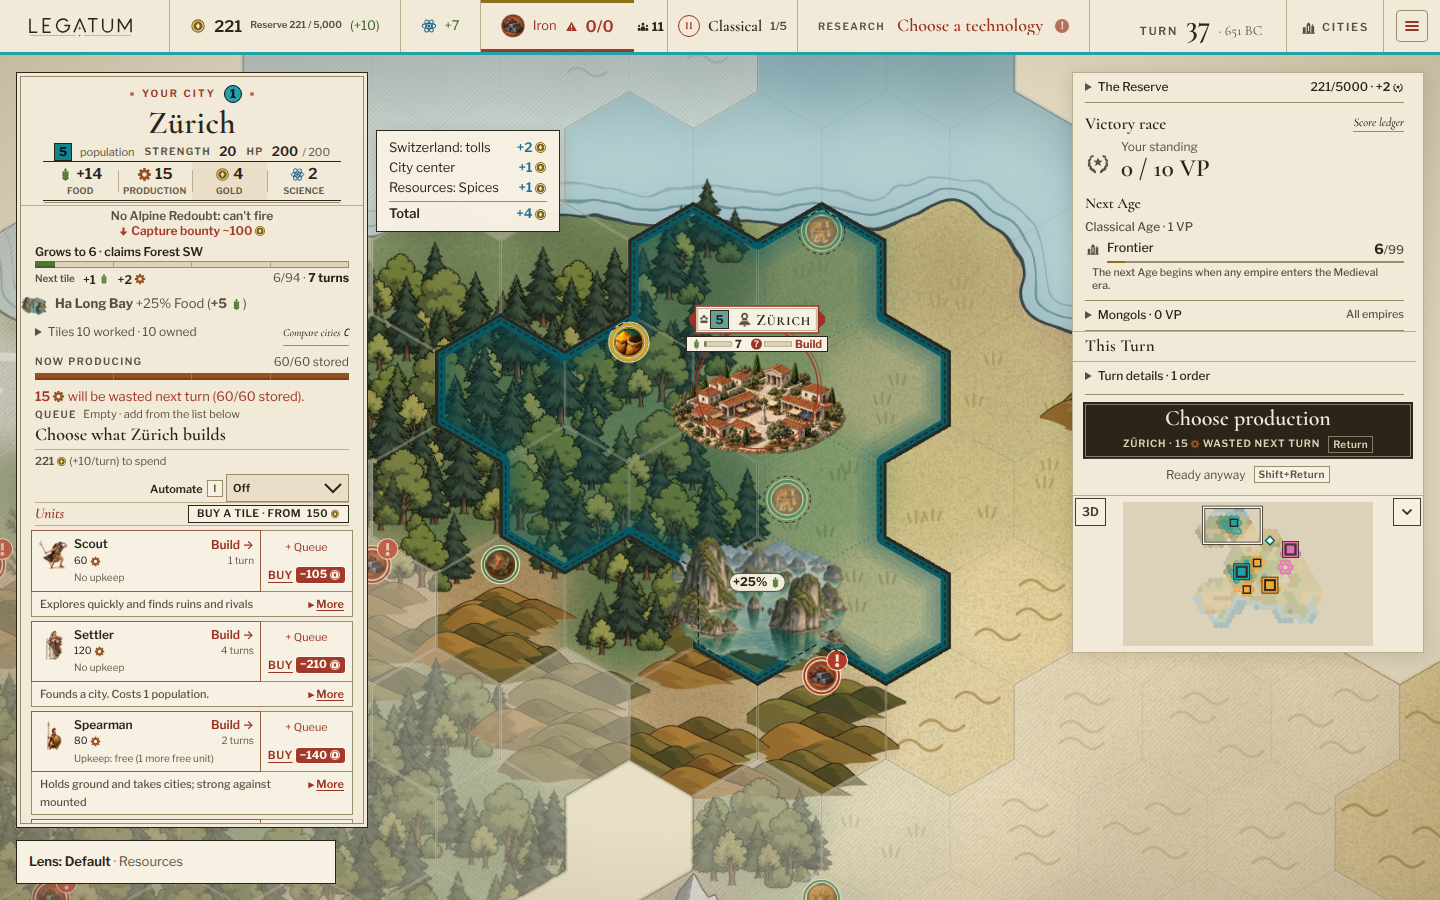 LEGATUM
221 Reserve 221 / 5,000 (+10)
+7
Iron 0/0
11
Classical 1/5
RESEARCH Choose a technology !
TURN 37 · 651 BC
CITIES
YOUR CITY 1
Zürich
5 population STRENGTH 20 HP 200 / 200
+14 15 4 2
FOOD PRODUCTION GOLD SCIENCE
No Alpine Redoubt: can't fire
Capture bounty ~100
Grows to 6 · claims Forest SW
Next tile +1 +2 6/94 · 7 turns
Ha Long Bay +25% Food (+5 )
Tiles 10 worked · 10 owned Compare cities C
NOW PRODUCING 60/60 stored
15 will be wasted next turn (60/60 stored).
QUEUE Empty · add from the list below
Choose what Zürich builds
221 (+10/turn) to spend
Automate I Off
Units BUY A TILE · FROM 150
Scout Build → + Queue
60 1 turn
No upkeep BUY −105
Explores quickly and finds ruins and rivals More
Settler Build → + Queue
120 4 turns
No upkeep BUY −210
Founds a city. Costs 1 population. More
Spearman Build → + Queue
80 2 turns
Upkeep: free (1 more free unit) BUY −140
Holds ground and takes cities; strong against More
mounted
Lens: Default · Resources
Switzerland: tolls +2
City center +1
Resources: Spices +1
Total +4
5 ZÜRICH
7 ? Build
+25%
!
!
!
The Reserve 221/5000 · +2
Victory race Score ledger
Your standing
0 / 10 VP
Next Age
Classical Age · 1 VP
Frontier 6/99
The next Age begins when any empire enters the Medieval
era.
Mongols · 0 VP All empires
This Turn
Turn details · 1 order
Choose production
ZÜRICH · 15 WASTED NEXT TURN Return
Ready anyway Shift+Return
3D